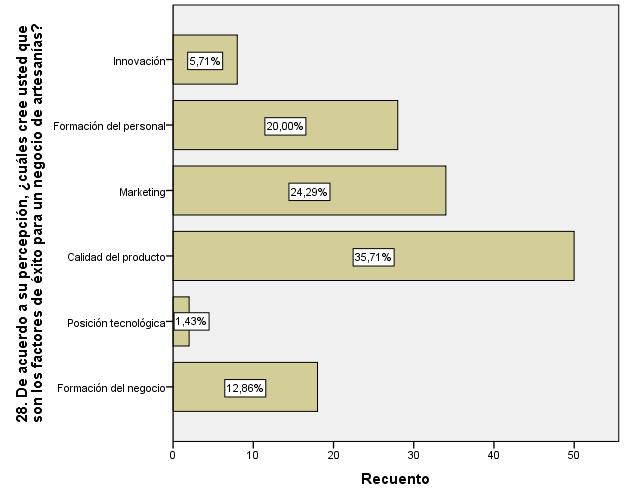 28. De acuerdo a su percepción, ¿cuáles cree usted que
son los factores de éxito para un negocio de artesanías?
Innovación
5,71%
Formación del personal
20,00%
Marketing
24,29%
Calidad del producto
35,71%
Posición tecnológica
1,43%
Formación del negocio
12,86%
0 10 20 30 40 50
Recuento